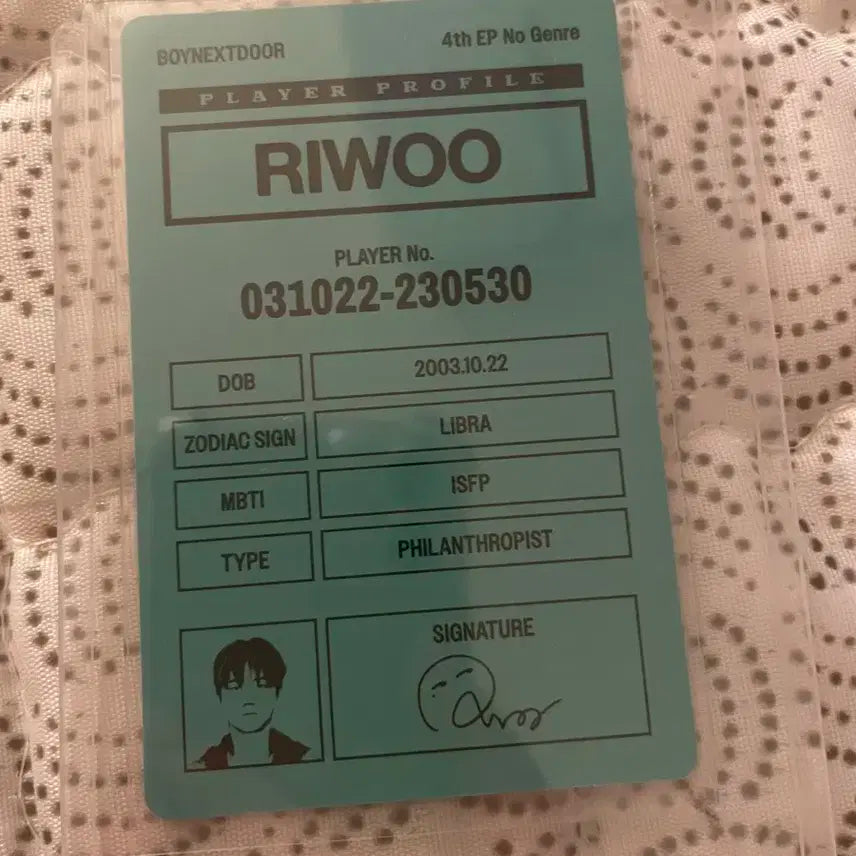 BOYNEXTDOOR
4th EP No Genre
PLAYER PROFILE
RIWOO
PLAYER No.
031022-230530
DOB 2003.10.22
ZODIAC SIGN LIBRA
MBTI ISFP
TYPE PHILANTHROPIST
SIGNATURE